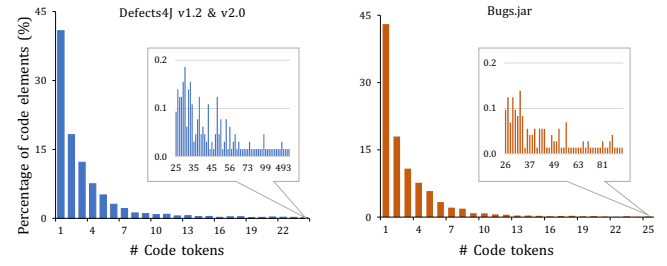 Defects4J v1.2 & v2.0
Percentage of code elements (%)
45
30
15
0
1 4 7 10 13 16 19 22
# Code tokens
0.2
0.1
0.0
25 35 45 56 73 99 493
Bugs.jar
45
30
15
0
1 4 7 10 13 16 19 22 25
# Code tokens
0.2
0.1
0.0
26 37 49 63 81